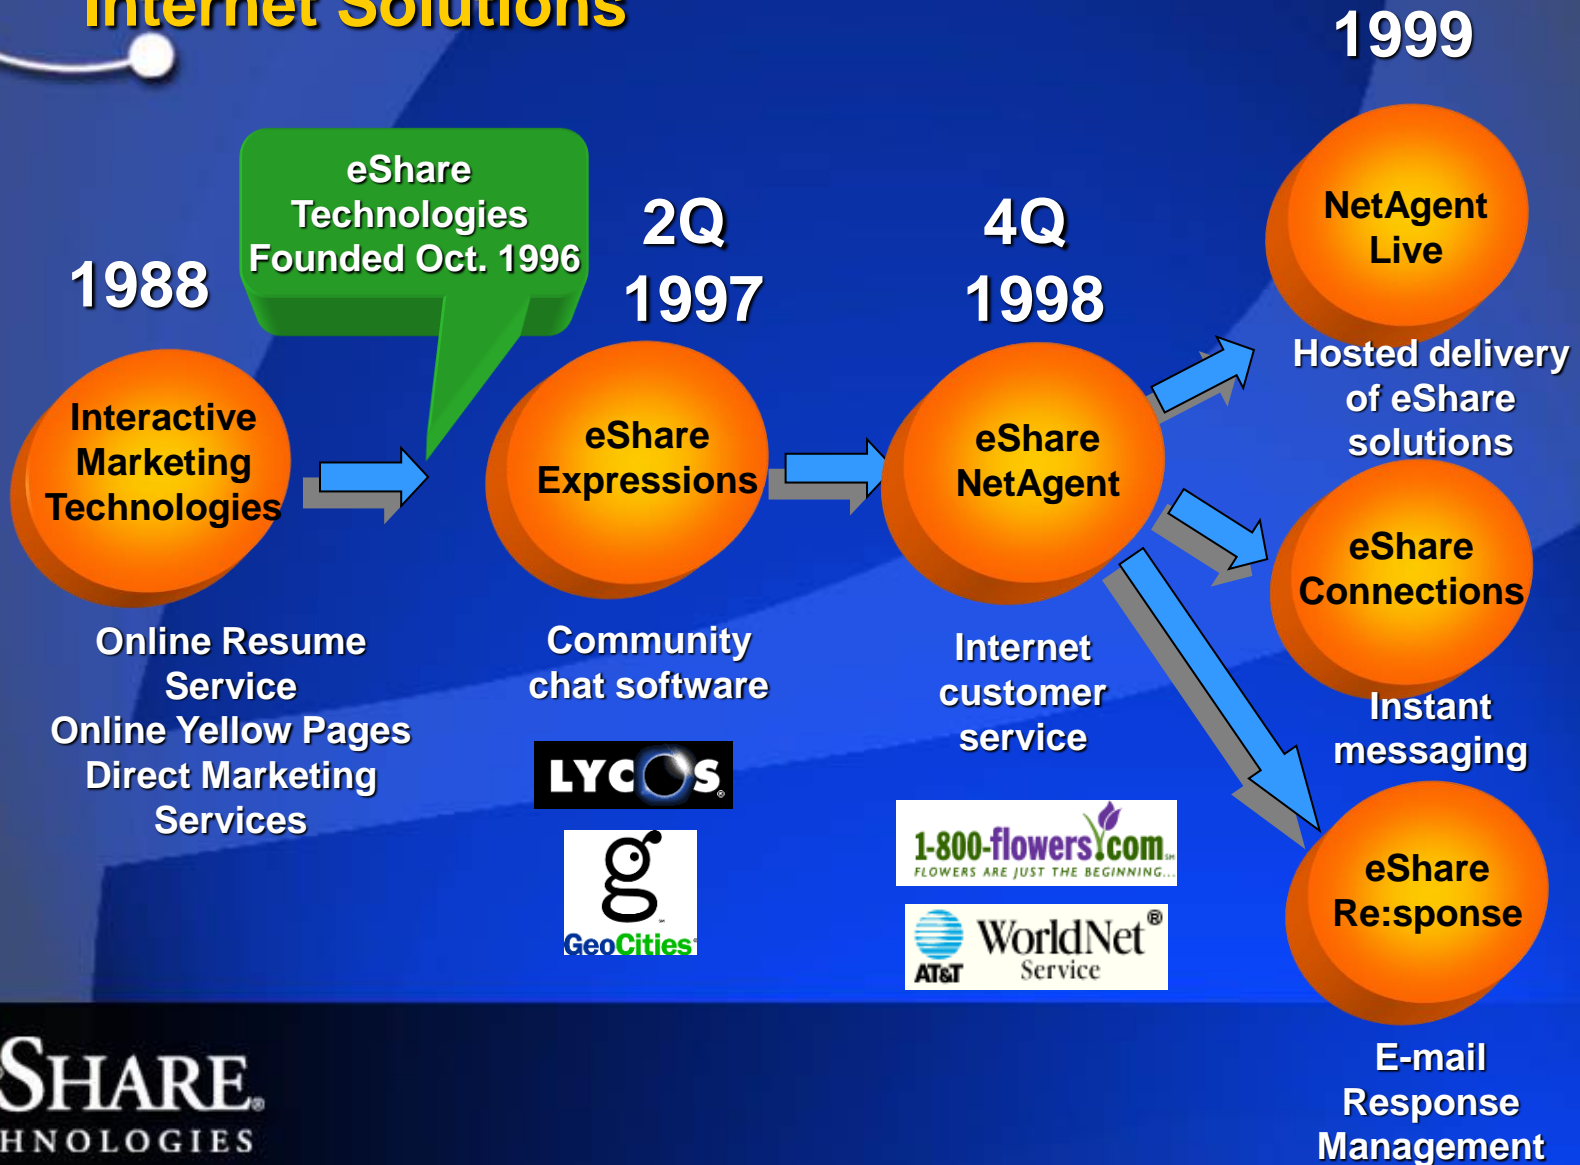 Internet Solutions
1988
Interactive
Marketing
Technologies
Online Resume
Service
Online Yellow Pages
Direct Marketing
Services
eShare
Technologies
Founded Oct. 1996
2Q
1997
eShare
Expressions
Community
chat software
LYCOS®
g
GeoCities
4Q
1998
eShare
NetAgent
Internet
customer
service
1-800-flowers.com
FLOWERS ARE JUST THE BEGINNING...
AT&T
WorldNet®
Service
1999
NetAgent
Live
Hosted delivery
of eShare
solutions
eShare
Connections
Instant
messaging
eShare
Re:sponse
E-mail
Response
Management
SHARE®
HNOLOGIES